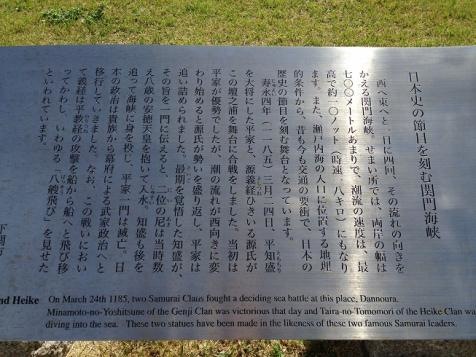 日本史の節目を刻む関門海峡
西へ東へと一日に四回、その流れの向きを
かえる関門海峡。せまい所では、両岸の幅は
七〇〇メートルあまりで、潮流の速度は、最
高で約一〇ノット（時速一八キロ）にもなり
ます。また、瀬戸内海の入口に位置する地理
的条件から、昔も今も交通の要衝で、日本の
歴史の節目を刻む舞台となっています。
寿永四年（一一八五）三月二四日、平知盛
を大将にした平家と、源義経ひきいる源氏が
この壇之浦を舞台に合戦をしました。当初は
平家が優勢でしたが、潮の流れが西向きに変
わり始めると源氏が勢いを盛り返し、平家は
追い詰められました。最期を覚悟した知盛が、
その旨を一門に伝えると、二位の尼は当時数
え八歳の安徳天皇を抱いて入水、知盛も後を
追って海峡に身を投じ、平家一門は滅亡。日
本の政治は貴族から幕府による武家政治へと
移行していきました。なお、この戦いにおい
て義経は平教経の攻撃を船から船へと飛び移
ってかわし、いわゆる「八艘飛び」を見せた
といわれています。
下関市
nd Heike On March 24th 1185, two Samurai Clans fought a deciding sea battle at this place, Dannoura.
Minamoto-no-Yoshitsune of the Genji Clan was victorious that day and Taira-no-Tomomori of the Heike Clan wa
diving into the sea. These two statues have been made in the likeness of these two famous Samurai leaders.